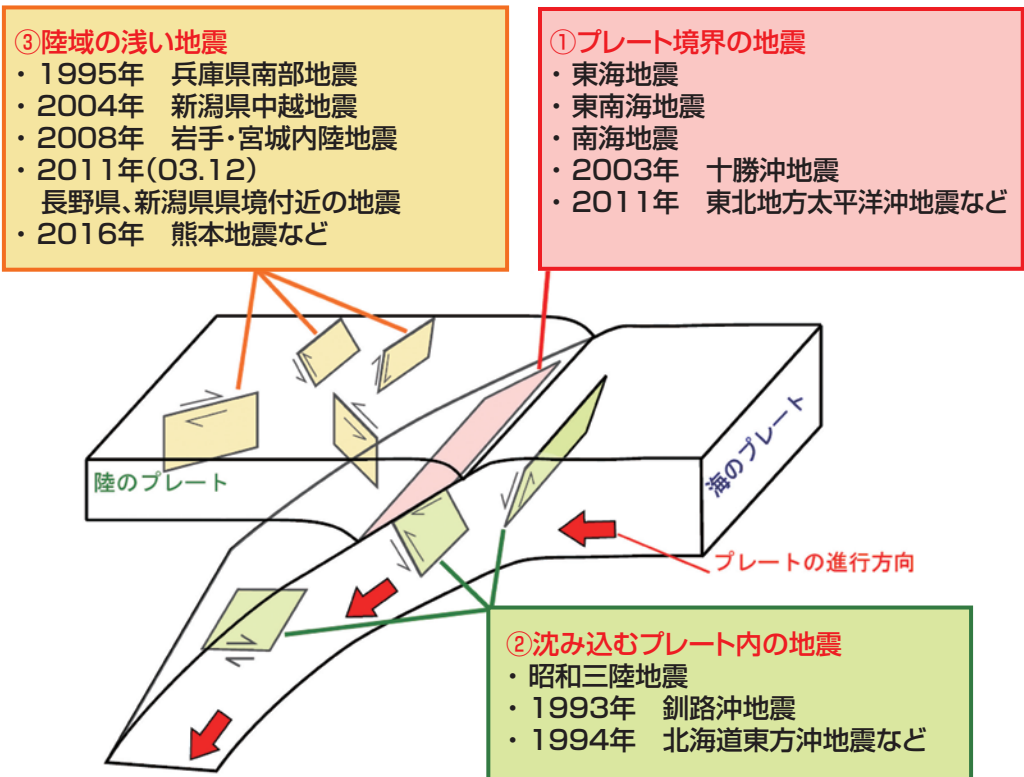 ③陸域の浅い地震
・1995年　兵庫県南部地震
・2004年　新潟県中越地震
・2008年　岩手・宮城内陸地震
・2011年(03.12)
長野県、新潟県県境付近の地震
・2016年　熊本地震など
①プレート境界の地震
・東海地震
・東南海地震
・南海地震
・2003年　十勝沖地震
・2011年　東北地方太平洋沖地震など
陸のプレート
海のプレート
プレートの進行方向
②沈み込むプレート内の地震
・昭和三陸地震
・1993年　釧路沖地震
・1994年　北海道東方沖地震など